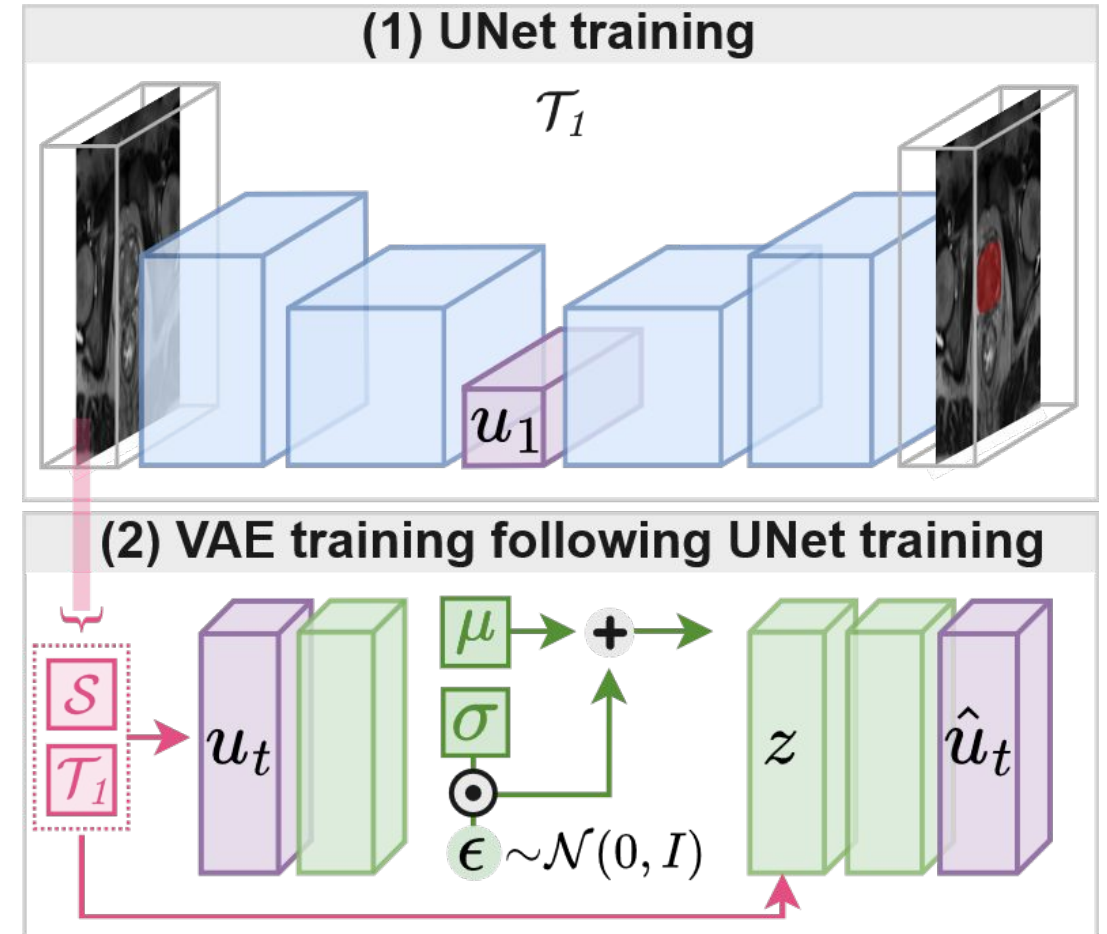 (1) UNet training
𝒯₁
u₁
(2) VAE training following UNet training
𝒮
𝒯₁
uₜ
μ
+
σ
ϵ ~𝒩(0, I)
z
ûₜ